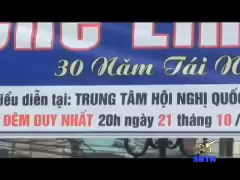 30 Năm Tái N
iểu diễn tại: TRUNG TÂM HỘI NGHỊ QUỐC
ĐÊM DUY NHẤT 20h ngày 21 tháng 10/
SBTN